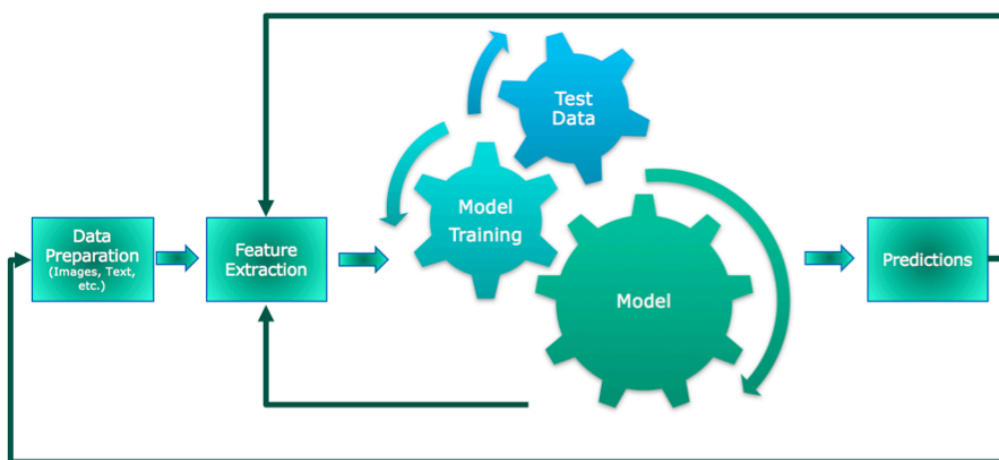 Data
Preparation
(Images, Text,
etc.)
Feature
Extraction
Test
Data
Model
Training
Model
Predictions